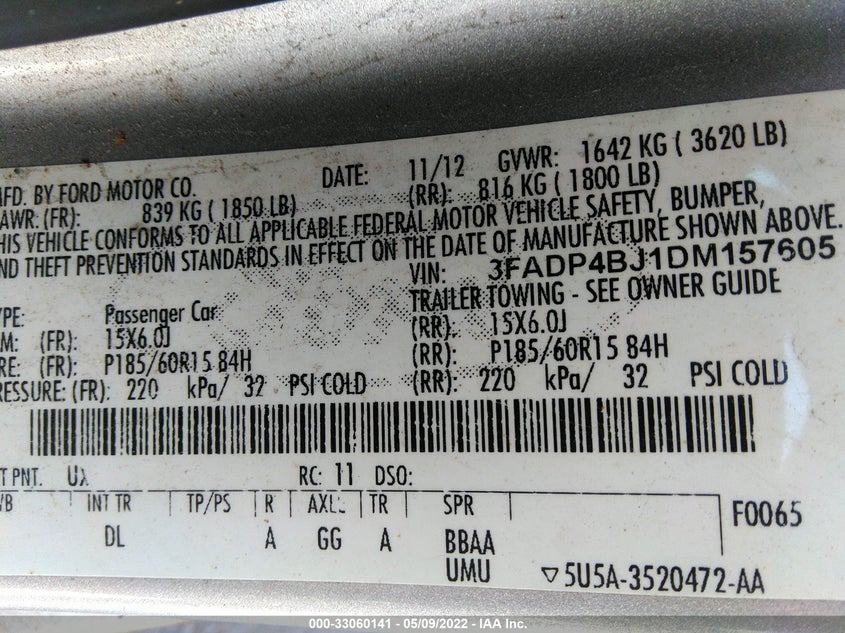 MFD. BY FORD MOTOR CO. DATE: 11/12 GVWR: 1642 KG ( 3620 LB)
AWR: (FR): 839 KG ( 1850 LB) (RR): 816 KG ( 1800 LB)
HIS VEHICLE CONFORMS TO ALL APPLICABLE FEDERAL MOTOR VEHICLE SAFETY, BUMPER,
ND THEFT PREVENTION STANDARDS IN EFFECT ON THE DATE OF MANUFACTURE SHOWN ABOVE.
VIN: 3FADP4BJ1DM157605
TRAILER TOWING - SEE OWNER GUIDE
PE: Passenger Car
M: (FR): 15X6.0J (RR): 15X6.0J
RE: (FR): P185/60R15 84H (RR): P185/60R15 84H
RESSURE: (FR): 220 kPa/ 32 PSI COLD (RR): 220 kPa/ 32 PSI COLD
T PNT. UX RC: 11 DSO:
WB INT TR TP/PS R AXLE TR SPR F0065
DL A GG A BBAA
UMU ▽5U5A-3520472-AA
000-33060141 - 05/09/2022 - IAA Inc.